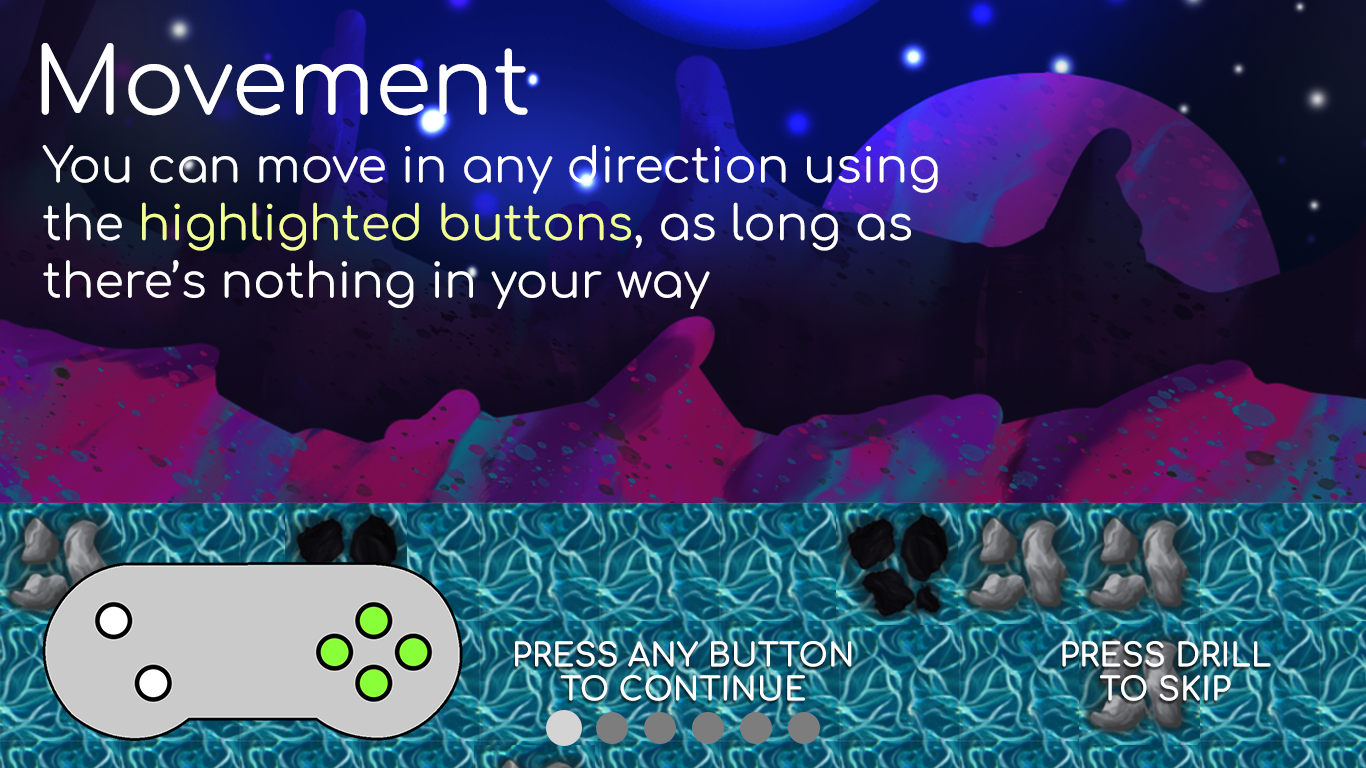 Movement
You can move in any direction using
the highlighted buttons, as long as
there’s nothing in your way
PRESS ANY BUTTON
TO CONTINUE
PRESS DRILL
TO SKIP